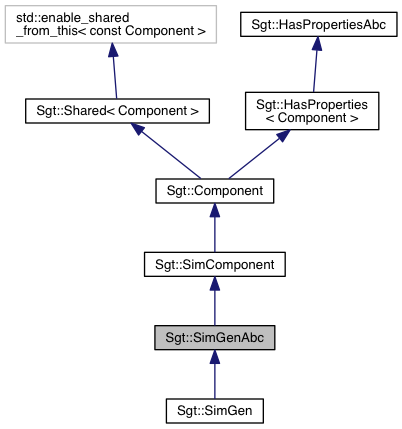 std::enable_shared
_from_this< const Component >
Sgt::HasPropertiesAbc
Sgt::Shared< Component >
Sgt::HasProperties
< Component >
Sgt::Component
Sgt::SimComponent
Sgt::SimGenAbc
Sgt::SimGen